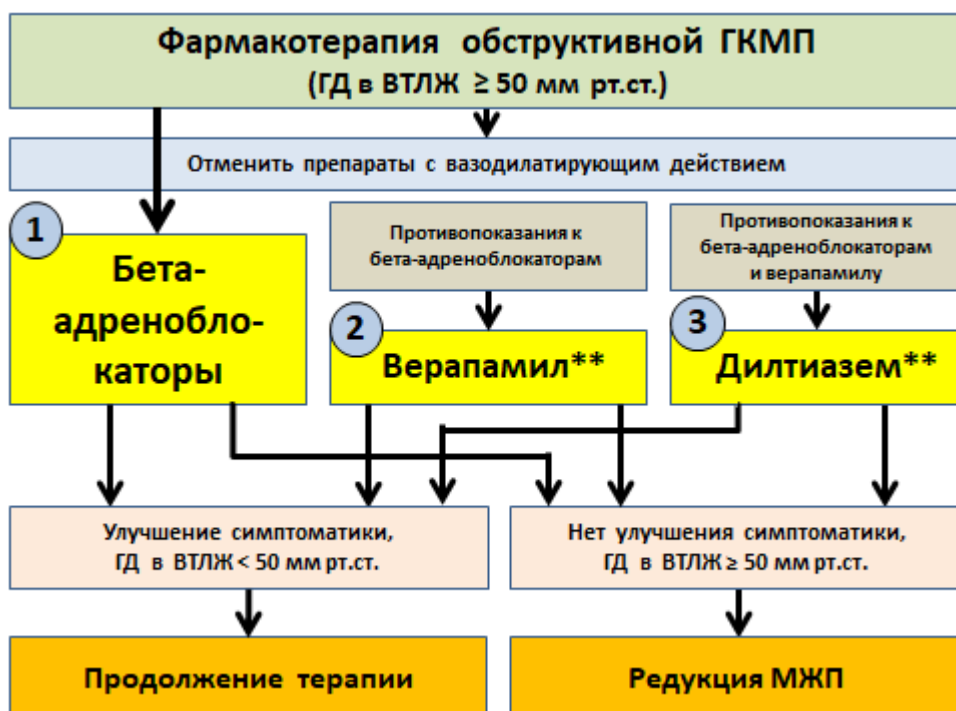 Фармакотерапия обструктивной ГКМП
(ГД в ВТЛЖ ≥ 50 мм рт.ст.)
Отменить препараты с вазодилатирующим действием
1
Бета-
адренобло-
каторы
Противопоказания к
бета-адреноблокаторам
2
Верапамил**
Противопоказания к
бета-адреноблокаторам
и верапамилу
3
Дилтиазем**
Улучшение симптоматики,
ГД в ВТЛЖ < 50 мм рт.ст.
Нет улучшения симптоматики,
ГД в ВТЛЖ ≥ 50 мм рт.ст.
Продолжение терапии
Редукция МЖП